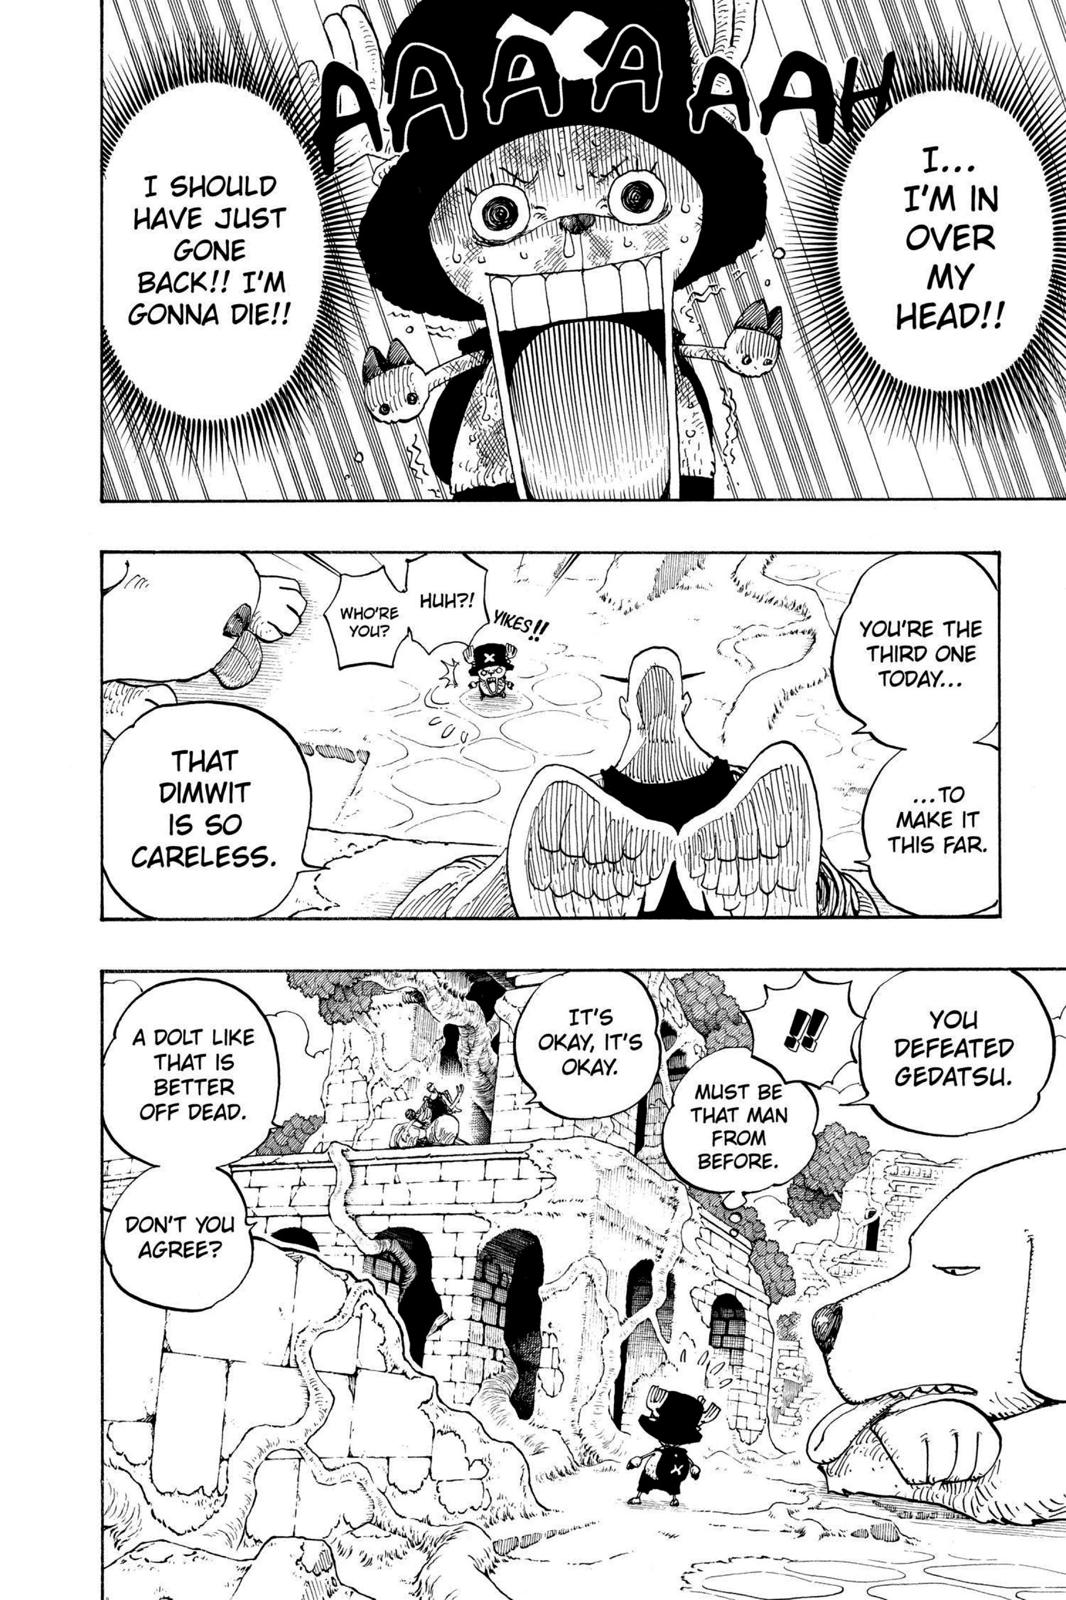 AAAAAAAH
I...
I'M IN
OVER
MY
HEAD!!
I SHOULD
HAVE JUST
GONE
BACK!! I'M
GONNA DIE!!
YOU'RE THE
THIRD ONE
TODAY...
...TO
MAKE IT
THIS FAR.
YIKES!!
HUH?!
WHO'RE
YOU?
THAT
DIMWIT
IS SO
CARELESS.
YOU
DEFEATED
GEDATSU.
!!
MUST BE
THAT MAN
FROM
BEFORE.
IT'S
OKAY, IT'S
OKAY.
A DOLT LIKE
THAT IS
BETTER
OFF DEAD.
DON'T YOU
AGREE?